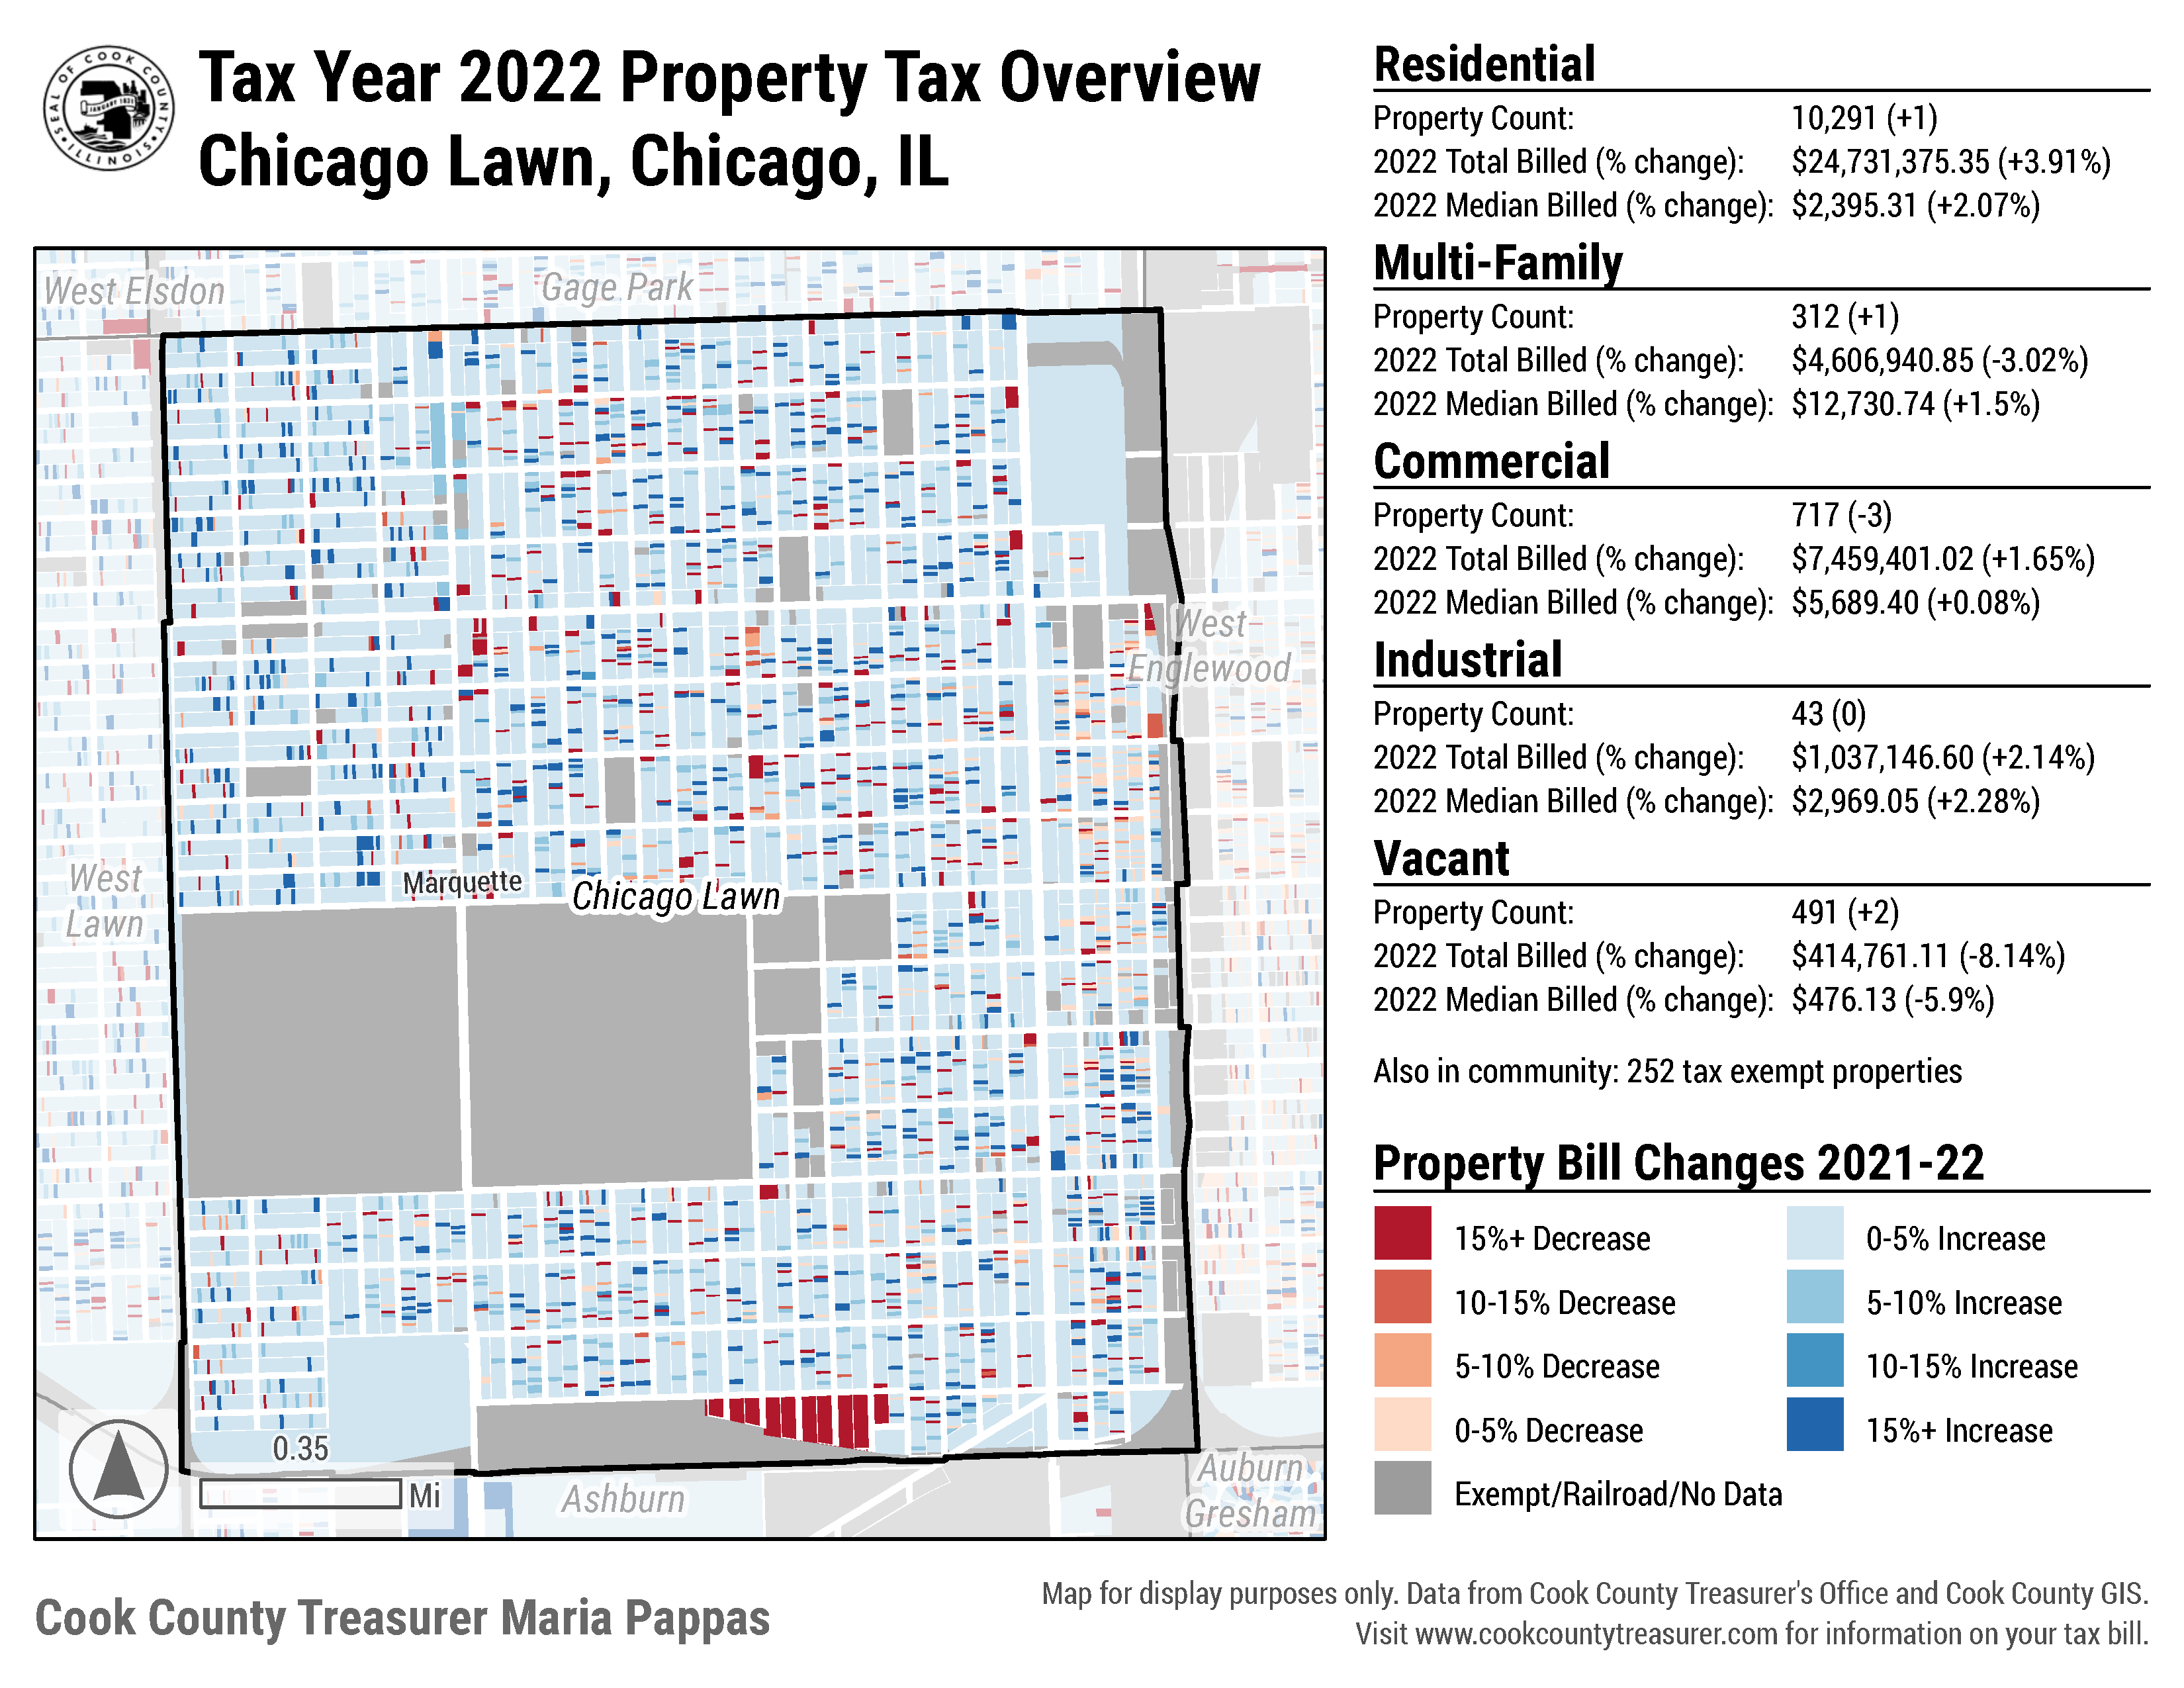 SEAL OF COOK COUNTY
JANUARY 1831
ILLINOIS
Tax Year 2022 Property Tax Overview
Chicago Lawn, Chicago, IL
West Elsdon
Gage Park
West
Englewood
West
Lawn
Marquette
Chicago Lawn
0.35
Mi
Ashburn
Auburn
Gresham
Residential
Property Count: 10,291 (+1)
2022 Total Billed (% change): $24,731,375.35 (+3.91%)
2022 Median Billed (% change): $2,395.31 (+2.07%)
Multi-Family
Property Count: 312 (+1)
2022 Total Billed (% change): $4,606,940.85 (-3.02%)
2022 Median Billed (% change): $12,730.74 (+1.5%)
Commercial
Property Count: 717 (-3)
2022 Total Billed (% change): $7,459,401.02 (+1.65%)
2022 Median Billed (% change): $5,689.40 (+0.08%)
Industrial
Property Count: 43 (0)
2022 Total Billed (% change): $1,037,146.60 (+2.14%)
2022 Median Billed (% change): $2,969.05 (+2.28%)
Vacant
Property Count: 491 (+2)
2022 Total Billed (% change): $414,761.11 (-8.14%)
2022 Median Billed (% change): $476.13 (-5.9%)
Also in community: 252 tax exempt properties
Property Bill Changes 2021-22
15%+ Decrease
0-5% Increase
10-15% Decrease
5-10% Increase
5-10% Decrease
10-15% Increase
0-5% Decrease
15%+ Increase
Exempt/Railroad/No Data
Cook County Treasurer Maria Pappas
Map for display purposes only. Data from Cook County Treasurer's Office and Cook County GIS.
Visit www.cookcountytreasurer.com for information on your tax bill.